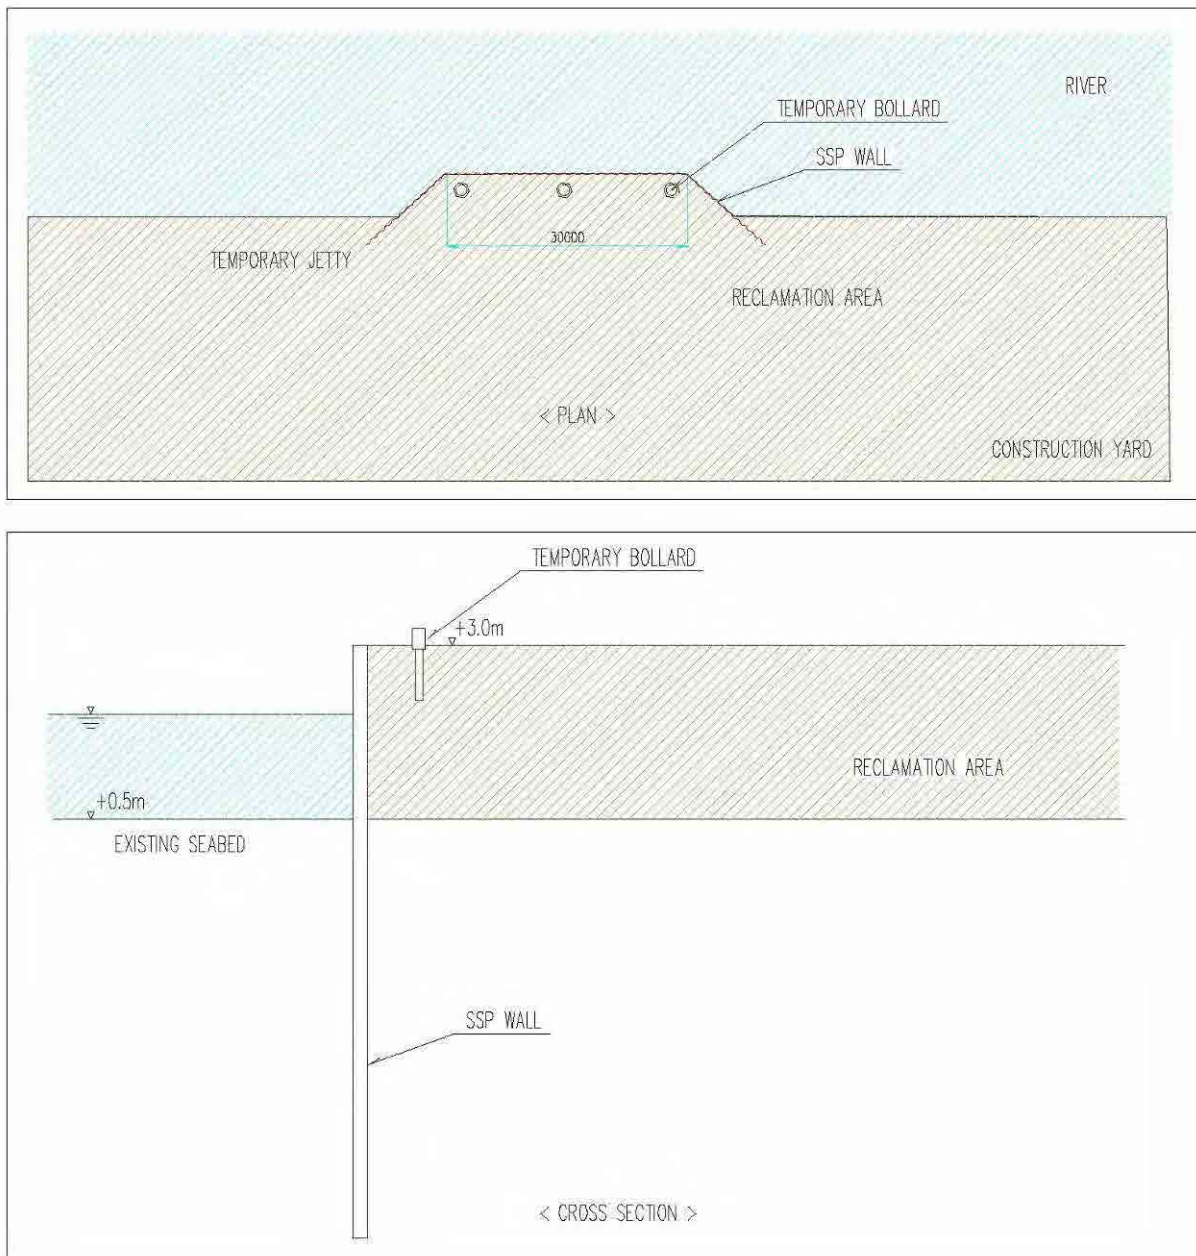 RIVER
TEMPORARY BOLLARD
SSP WALL
30000
TEMPORARY JETTY
RECLAMATION AREA
< PLAN >
CONSTRUCTION YARD
TEMPORARY BOLLARD
+3.0m
RECLAMATION AREA
+0.5m
EXISTING SEABED
SSP WALL
< CROSS SECTION >